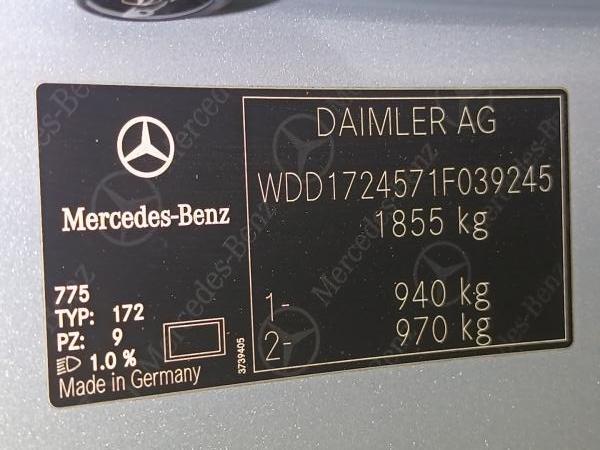 Mercedes-Benz
775
TYP: 172
PZ: 9
1.0 %
Made in Germany
3739405
DAIMLER AG
WDD1724571F039245
1855 kg
1- 940 kg
2- 970 kg